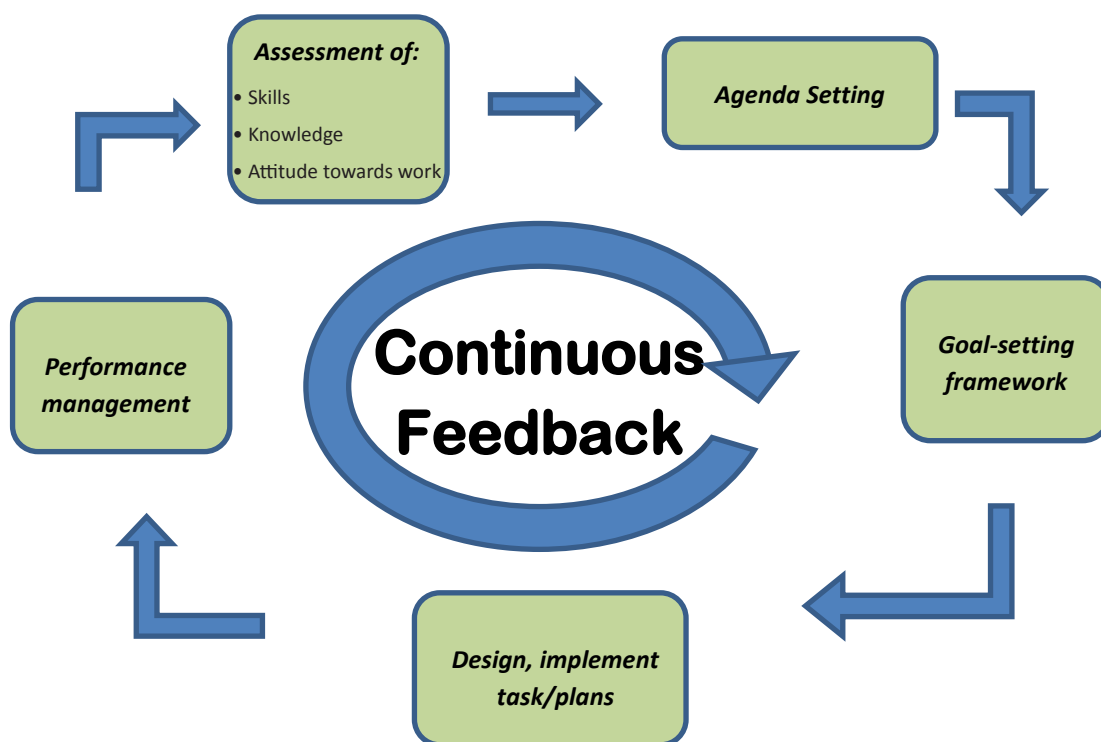 Assessment of:
• Skills
• Knowledge
• Attitude towards work
Agenda Setting
Goal-setting
framework
Design, implement
task/plans
Performance
management
Continuous
Feedback